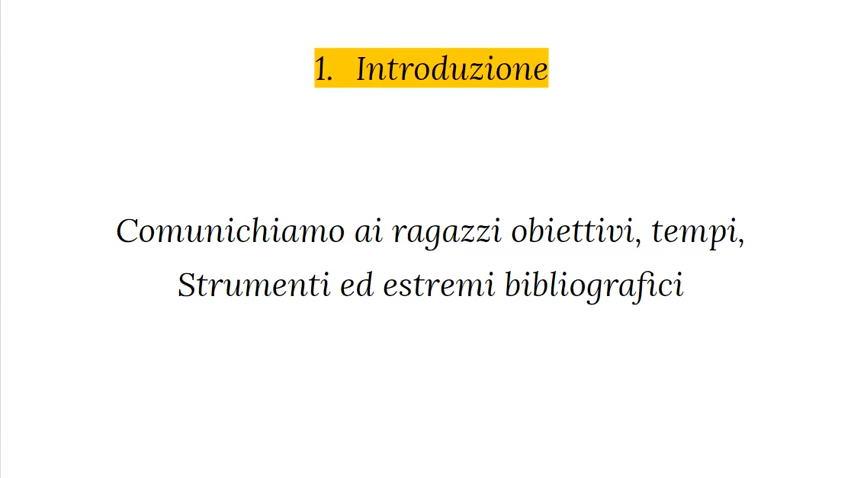 1. Introduzione
Comunichiamo ai ragazzi obiettivi, tempi,
Strumenti ed estremi bibliografici